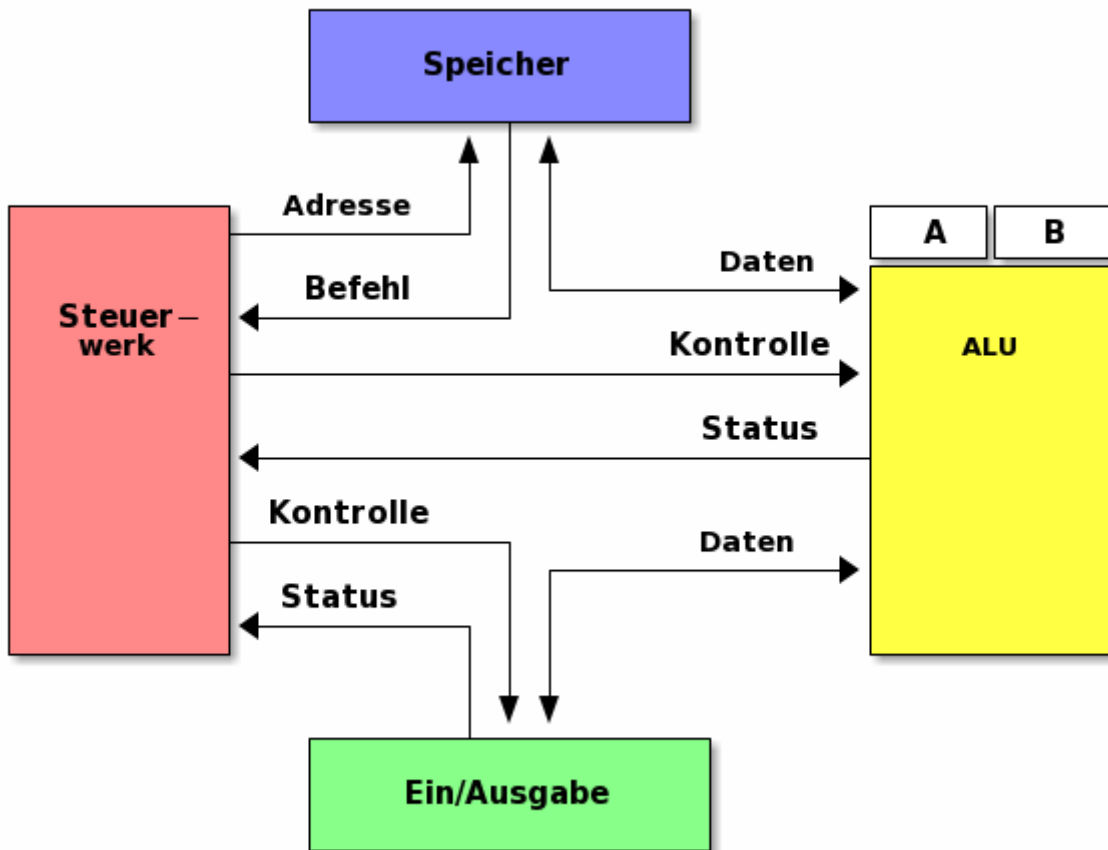 Speicher
Adresse
A
B
Daten
Befehl
Steuer–
werk
Kontrolle
ALU
Status
Kontrolle
Daten
Status
Ein/Ausgabe